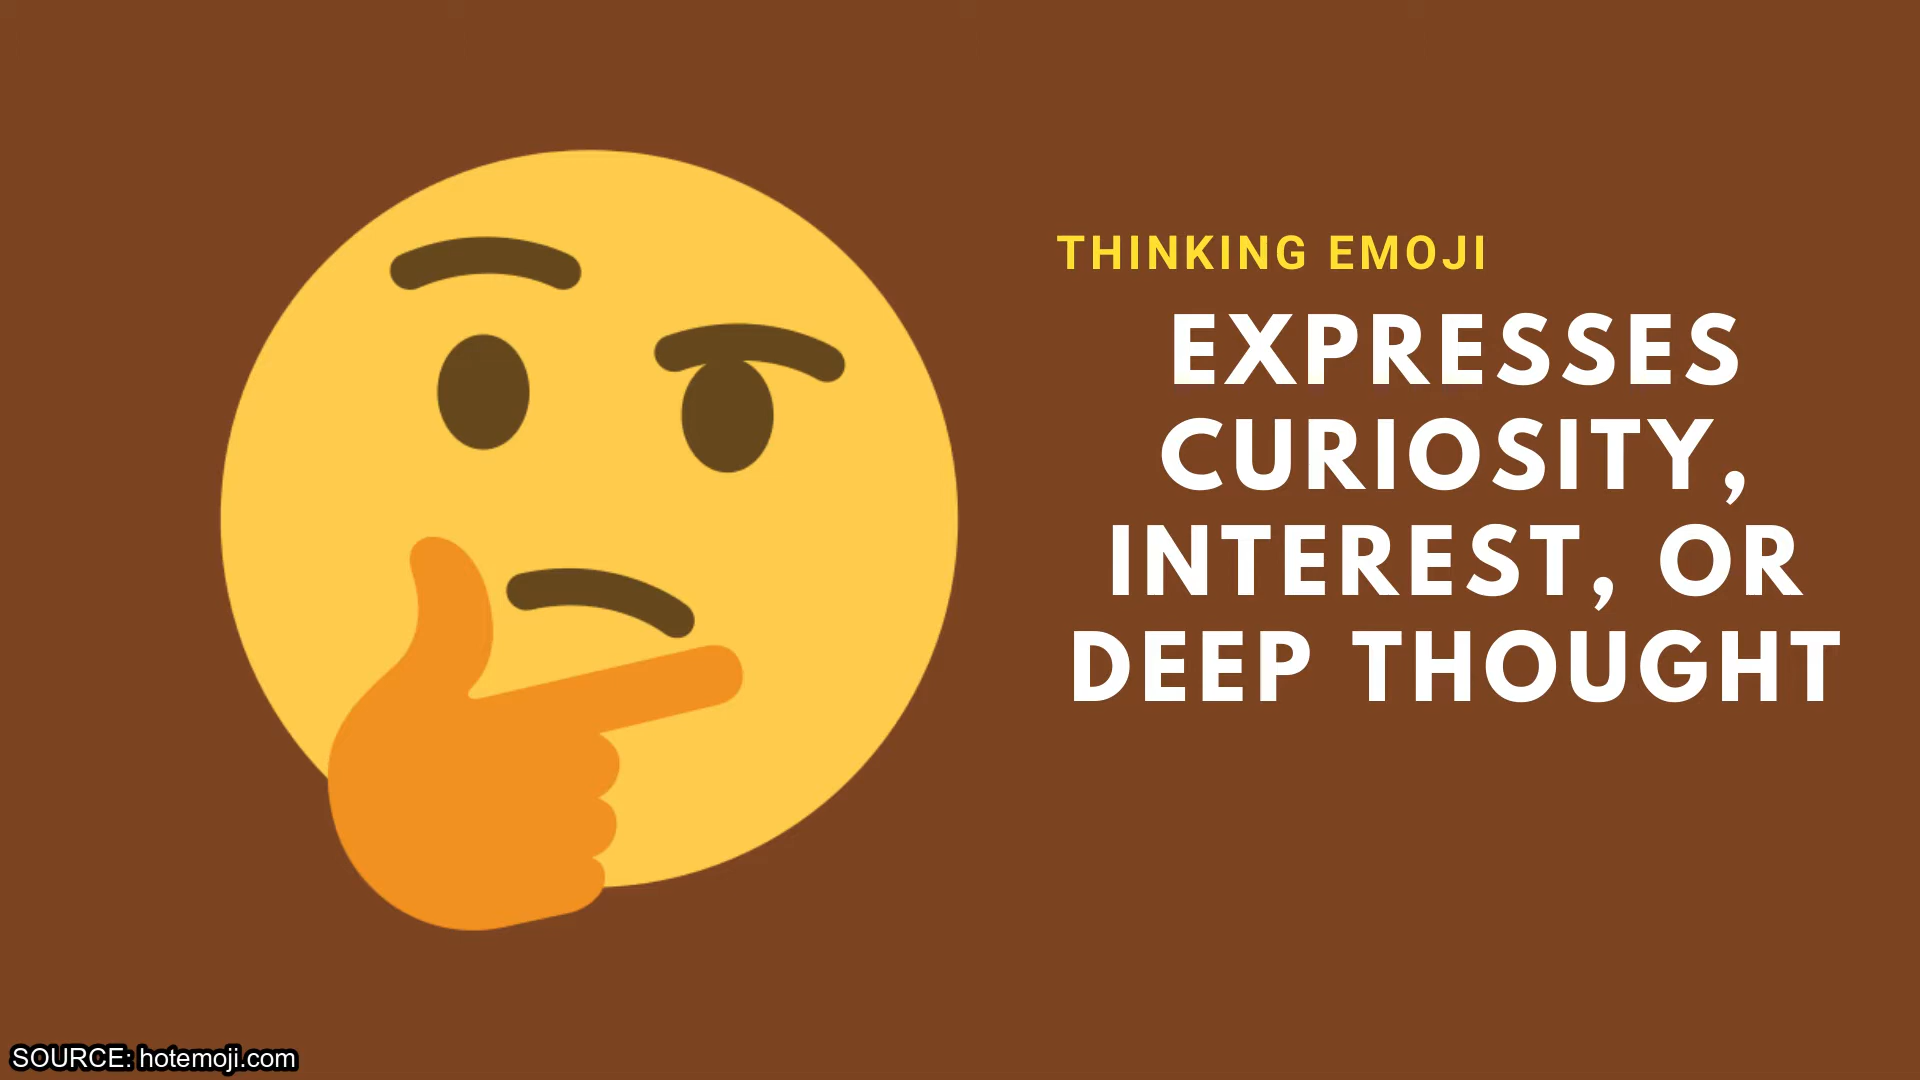 THINKING EMOJI
EXPRESSES
CURIOSITY,
INTEREST, OR
DEEP THOUGHT
SOURCE: hotemoji.com